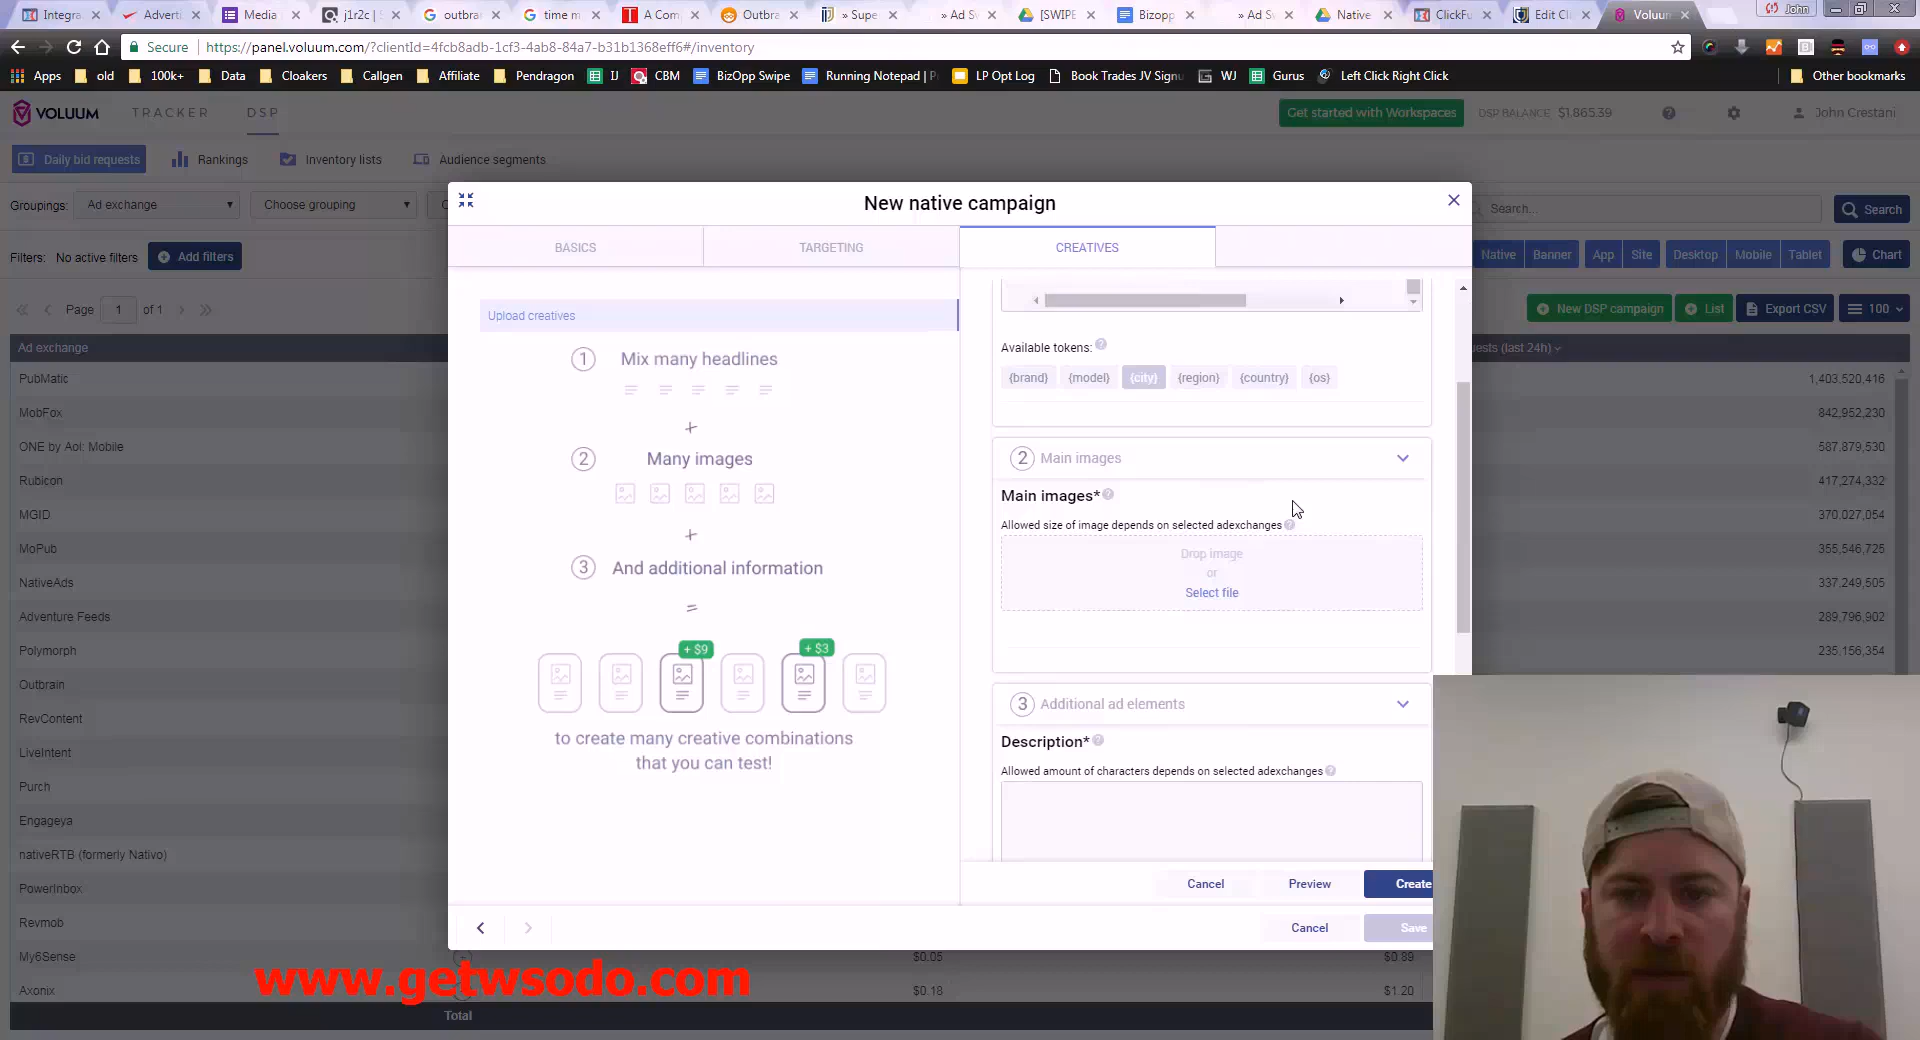 Integra
Adverti
Media
j1r2c | S
outbra
time m
A Com
Outbra
» Supe
» Ad Sw
[SWIPE
Bizopp
» Ad Sw
Native
ClickFu
Edit Cl
Voluum
John
Secure
https://panel.voluum.com/?clientId=4fcb8adb-1cf3-4ab8-84a7-b31b1368eff6#/inventory
Apps
old
100k+
Data
Cloakers
Callgen
Affiliate
Pendragon
IJ
CBM
BizOpp Swipe
Running Notepad | P
LP Opt Log
Book Trades JV Signu
WJ
Gurus
Left Click Right Click
Other bookmarks
VOLUUM
TRACKER
DSP
Get started with Workspaces
DSP BALANCE $1,865.39
John Crestani
Daily bid requests
Rankings
Inventory lists
Audience segments
Groupings:
Ad exchange
Choose grouping
Search...
Search
Filters:
No active filters
Add filters
Native
Banner
App
Site
Desktop
Mobile
Tablet
Chart
Page
1
of 1
New DSP campaign
List
Export CSV
100
Ad exchange
ests (last 24h)
PubMatic
1,403,520,416
MobFox
842,952,230
ONE by Aol: Mobile
587,879,530
Rubicon
417,274,332
MGID
370,027,054
MoPub
355,546,725
NativeAds
337,249,505
Adventure Feeds
289,796,902
Polymorph
235,156,354
Outbrain
RevContent
LiveIntent
Purch
Engageya
nativeRTB (formerly Nativo)
PowerInbox
Revmob
My6Sense
$0.05
$0.89
Axonix
$0.18
$1.20
Total
New native campaign
BASICS
TARGETING
CREATIVES
Upload creatives
1
Mix many headlines
+
2
Many images
+
3
And additional information
=
+ $9
+ $3
to create many creative combinations
that you can test!
Available tokens:
{brand}
{model}
{city}
{region}
{country}
{os}
2
Main images
Main images*
Allowed size of image depends on selected adexchanges
Drop image
or
Select file
3
Additional ad elements
Description*
Allowed amount of characters depends on selected adexchanges
Cancel
Preview
Create
Cancel
Save
www.getwsodo.com